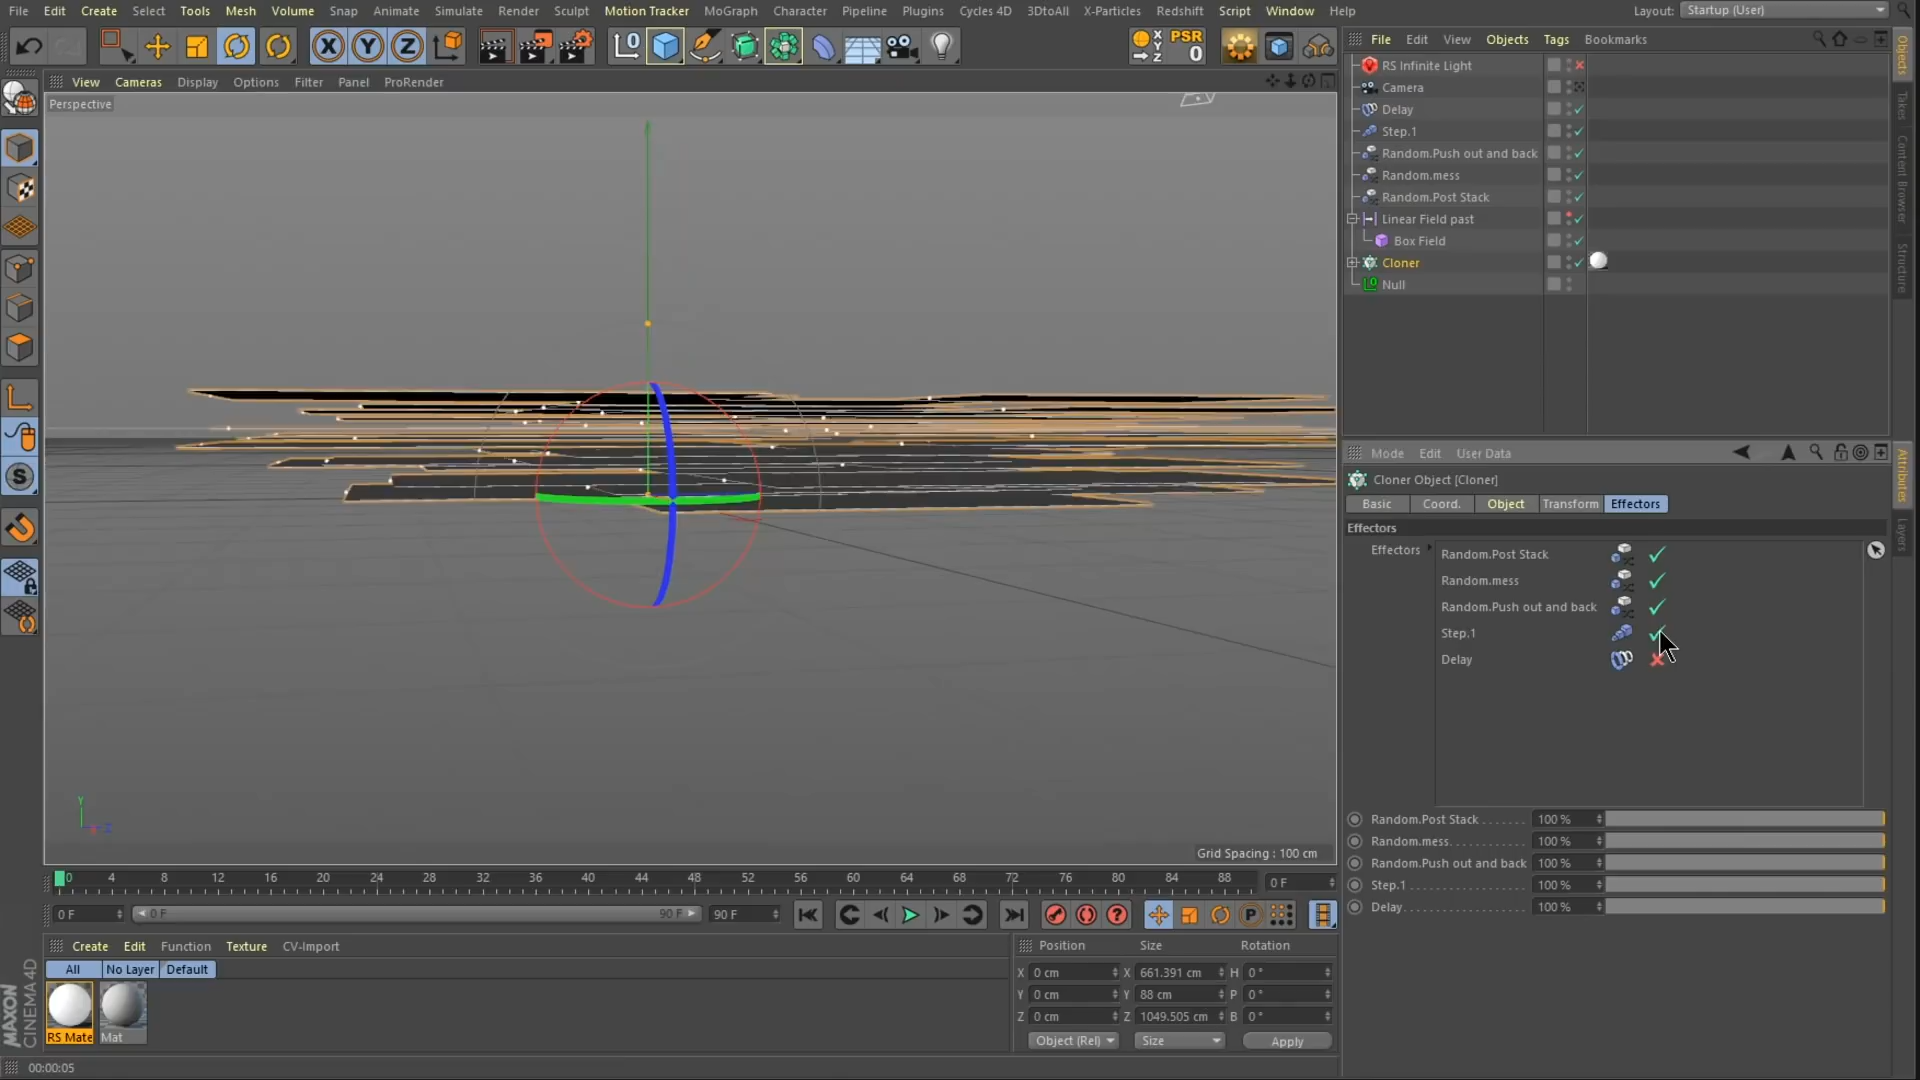 File Edit Create Select Tools Mesh Volume Snap Animate Simulate Render Sculpt Motion Tracker MoGraph Character Pipeline Plugins Cycles 4D 3DtoAll X-Particles Redshift Script Window Help Layout: Startup (User)
X Y Z PSR 0
File Edit View Objects Tags Bookmarks
View Cameras Display Options Filter Panel ProRender
Perspective
RS Infinite Light
Camera
Delay
Step.1
Random.Push out and back
Random.mess
Random.Post Stack
Linear Field past
Box Field
Cloner
Null
Objects
Takes
Content Browser
Structure
Mode Edit User Data
Cloner Object [Cloner]
Basic Coord. Object Transform Effectors
Effectors
Effectors
Random.Post Stack
Random.mess
Random.Push out and back
Step.1
Delay
Attributes
Layers
Random.Post Stack 100 %
Random.mess 100 %
Random.Push out and back 100 %
Step.1 100 %
Delay 100 %
Y
Z
Grid Spacing : 100 cm
0 4 8 12 16 20 24 28 32 36 40 44 48 52 56 60 64 68 72 76 80 84 88 0 F
0 F 0 F 90 F 90 F
Create Edit Function Texture CV-Import
All No Layer Default
RS Mate Mat
Position Size Rotation
X 0 cm X 661.391 cm H 0 °
Y 0 cm Y 88 cm P 0 °
Z 0 cm Z 1049.505 cm B 0 °
Object (Rel) Size Apply
MAXON
CINEMA 4D
00:00:05